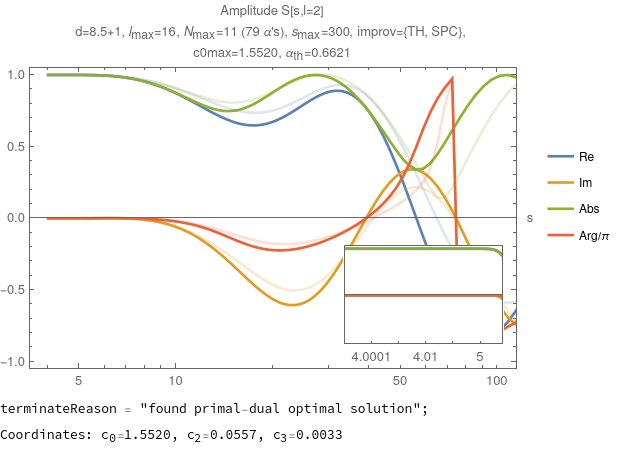 Amplitude S[s,l=2]
d=8.5+1, lmax=16, Nmax=11 (79 α's), smax=300, improv={TH, SPC},
c0max=1.5520, αth=0.6621
1.0
0.5
0.0
−0.5
−1.0
s
Re
Im
Abs
Arg/π
4.0001 4.01 5
5 10 50 100
terminateReason = "found primal-dual optimal solution";
Coordinates: c0=1.5520, c2=0.0557, c3=0.0033